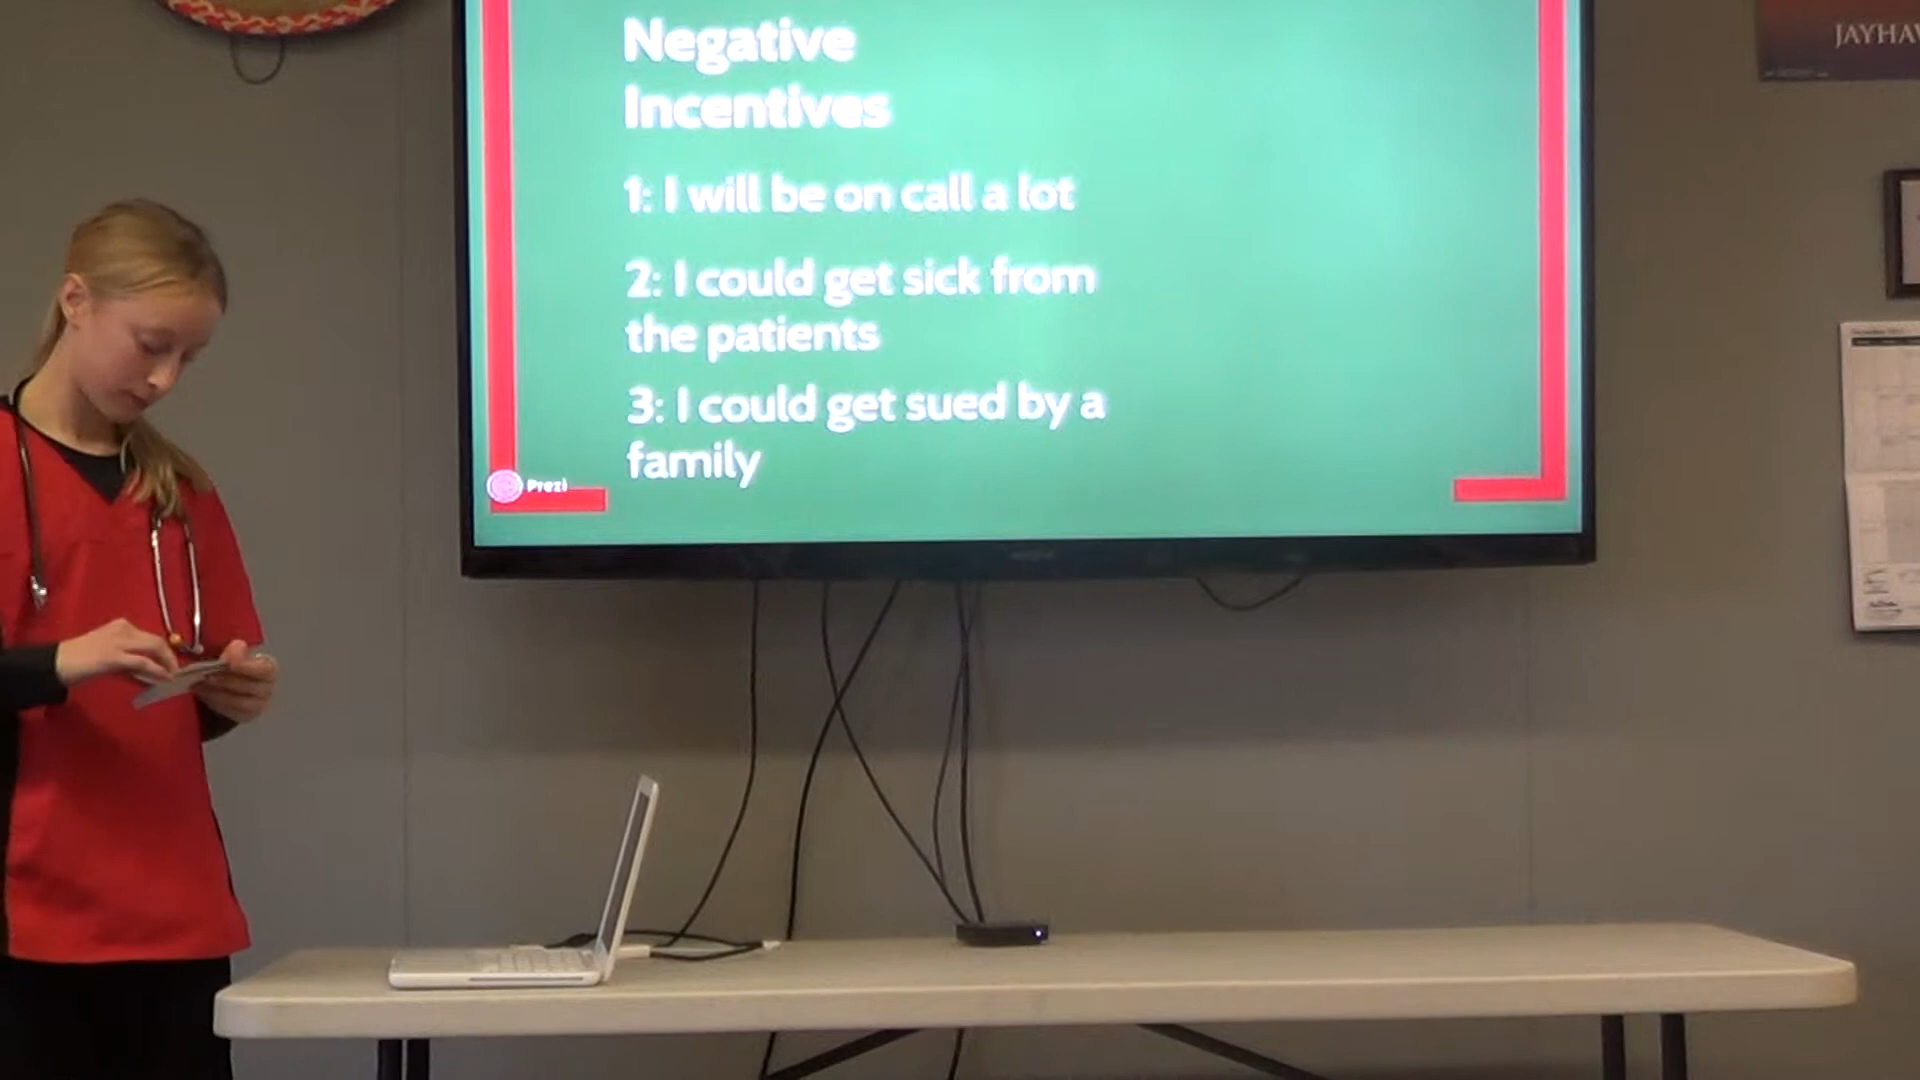 Negative
Incentives
1: I will be on call a lot
2: I could get sick from
the patients
3: I could get sued by a
family
Prezi